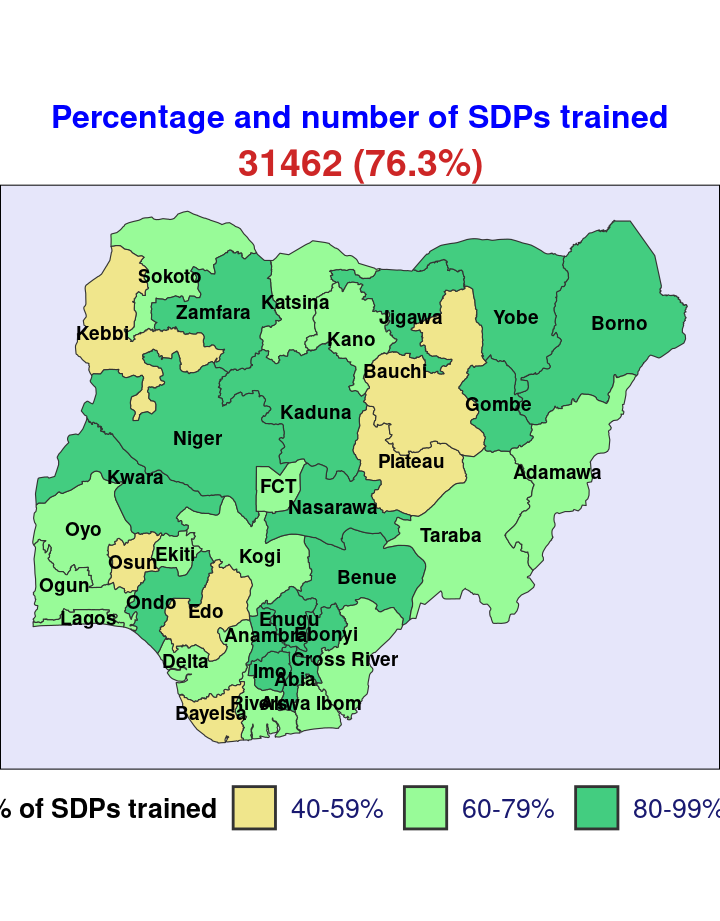 Percentage and number of SDPs trained
31462 (76.3%)
Sokoto
Zamfara
Katsina
Kebbi
Kano
Jigawa
Yobe
Borno
Bauchi
Gombe
Kaduna
Niger
Plateau
Adamawa
Kwara
FCT
Nasarawa
Oyo
Taraba
Osun
Ekiti
Kogi
Benue
Ogun
Ondo
Edo
Lagos
Enugu
Anambra
Ebonyi
Delta
Cross River
Imo
Abia
Bayelsa
Rivers
Akwa Ibom
% of SDPs trained 40-59% 60-79% 80-99%